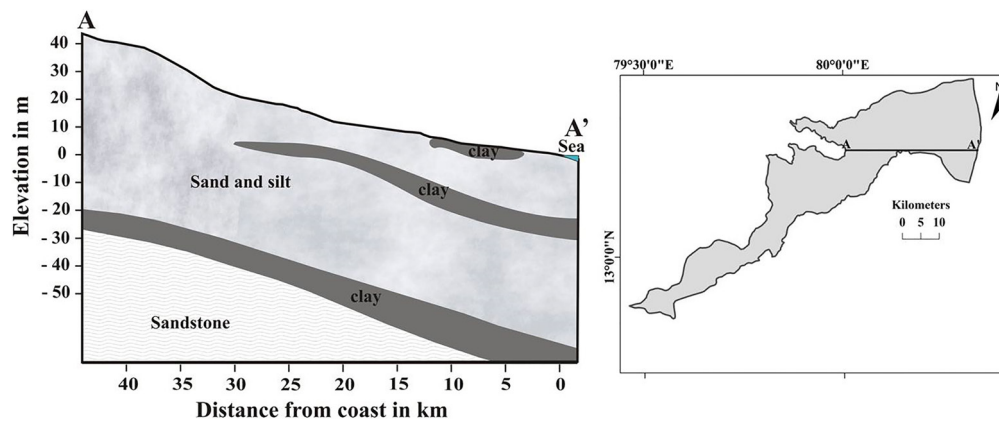 A
40
30
20
10
0
- 10
- 20
- 30
- 40
- 50
Elevation in m
A’
Sea
clay
clay
Sand and silt
clay
Sandstone
40 35 30 25 20 15 10 5 0
Distance from coast in km
79°30'0"E 80°0'0"E
N
A A'
Kilometers
0 5 10
13°0'0"N